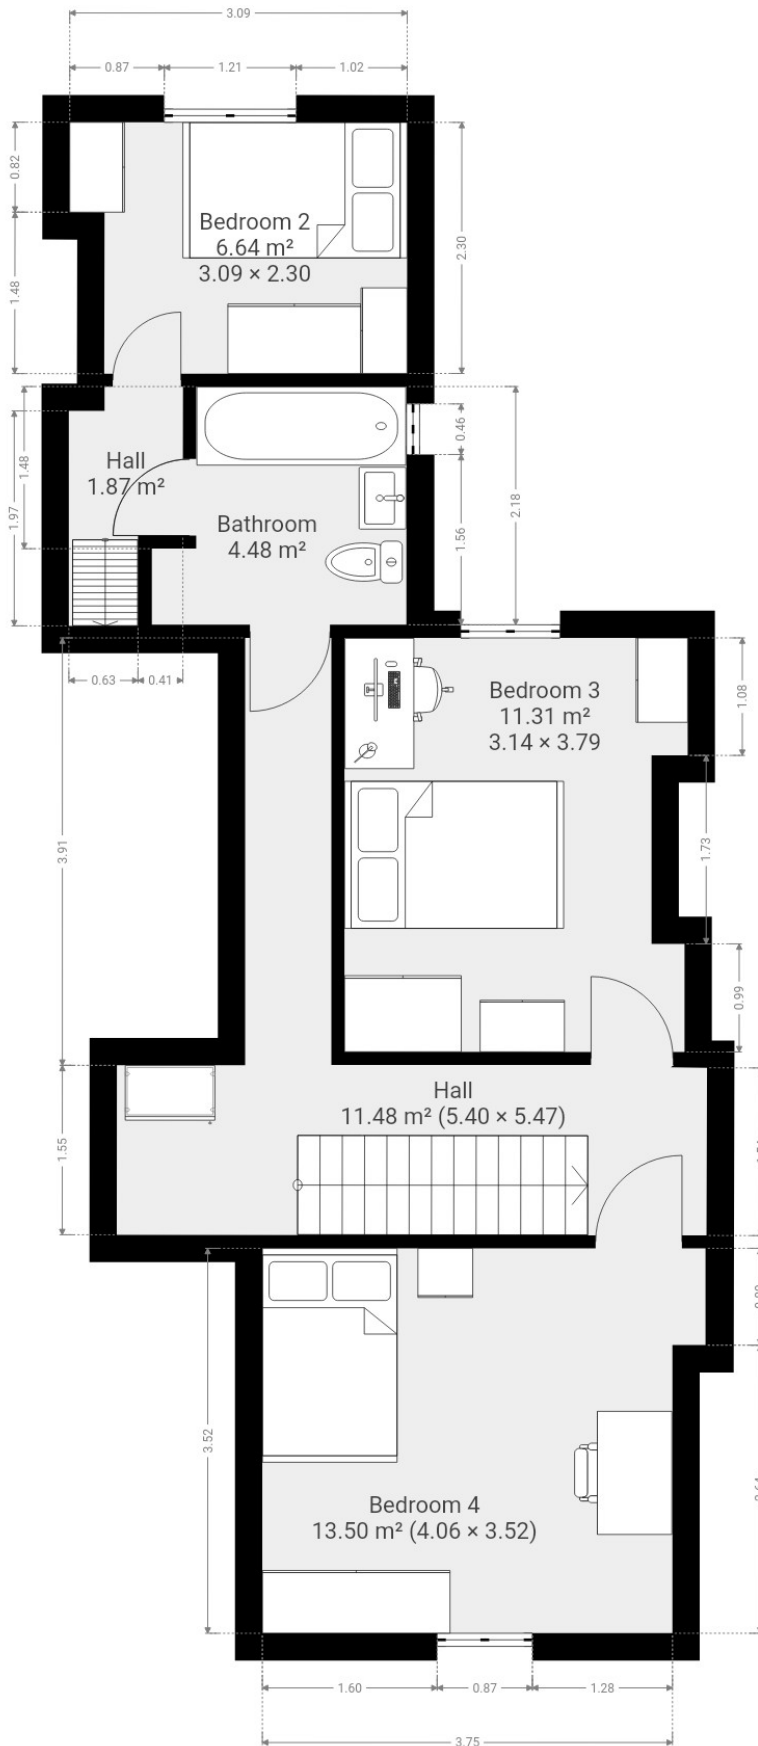 3.09
0.87
1.21
1.02
0.82
Bedroom 2
6.64 m²
3.09 × 2.30
2.30
1.48
0.46
1.48
Hall
1.87 m²
2.18
1.97
Bathroom
4.48 m²
1.56
0.63
0.41
Bedroom 3
11.31 m²
3.14 × 3.79
1.08
1.73
3.91
0.99
Hall
11.48 m² (5.40 × 5.47)
1.55
3.52
Bedroom 4
13.50 m² (4.06 × 3.52)
1.60
0.87
1.28
3.75